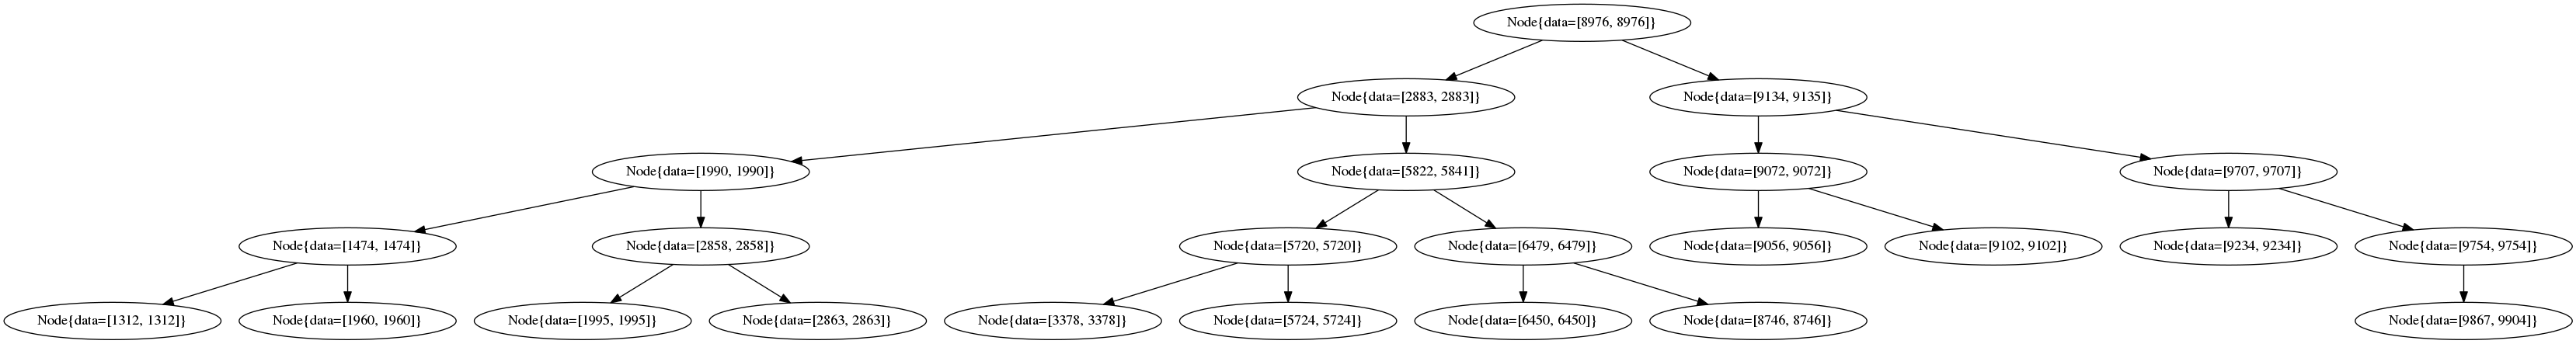 Node{data=[8976, 8976]}
Node{data=[2883, 2883]}
Node{data=[9134, 9135]}
Node{data=[1990, 1990]}
Node{data=[5822, 5841]}
Node{data=[9072, 9072]}
Node{data=[9707, 9707]}
Node{data=[1474, 1474]}
Node{data=[2858, 2858]}
Node{data=[5720, 5720]}
Node{data=[6479, 6479]}
Node{data=[9056, 9056]}
Node{data=[9102, 9102]}
Node{data=[9234, 9234]}
Node{data=[9754, 9754]}
Node{data=[1312, 1312]}
Node{data=[1960, 1960]}
Node{data=[1995, 1995]}
Node{data=[2863, 2863]}
Node{data=[3378, 3378]}
Node{data=[5724, 5724]}
Node{data=[6450, 6450]}
Node{data=[8746, 8746]}
Node{data=[9867, 9904]}